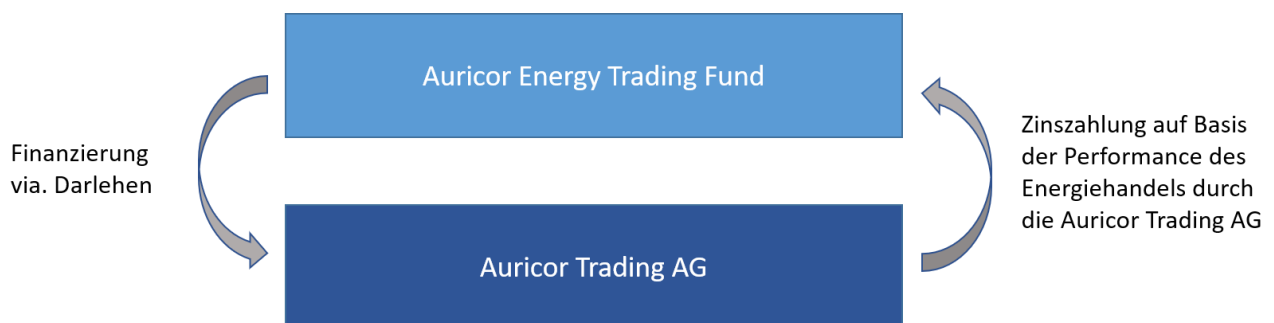 Auricor Energy Trading Fund
Finanzierung
via. Darlehen
Zinszahlung auf Basis
der Performance des
Energiehandels durch
die Auricor Trading AG
Auricor Trading AG